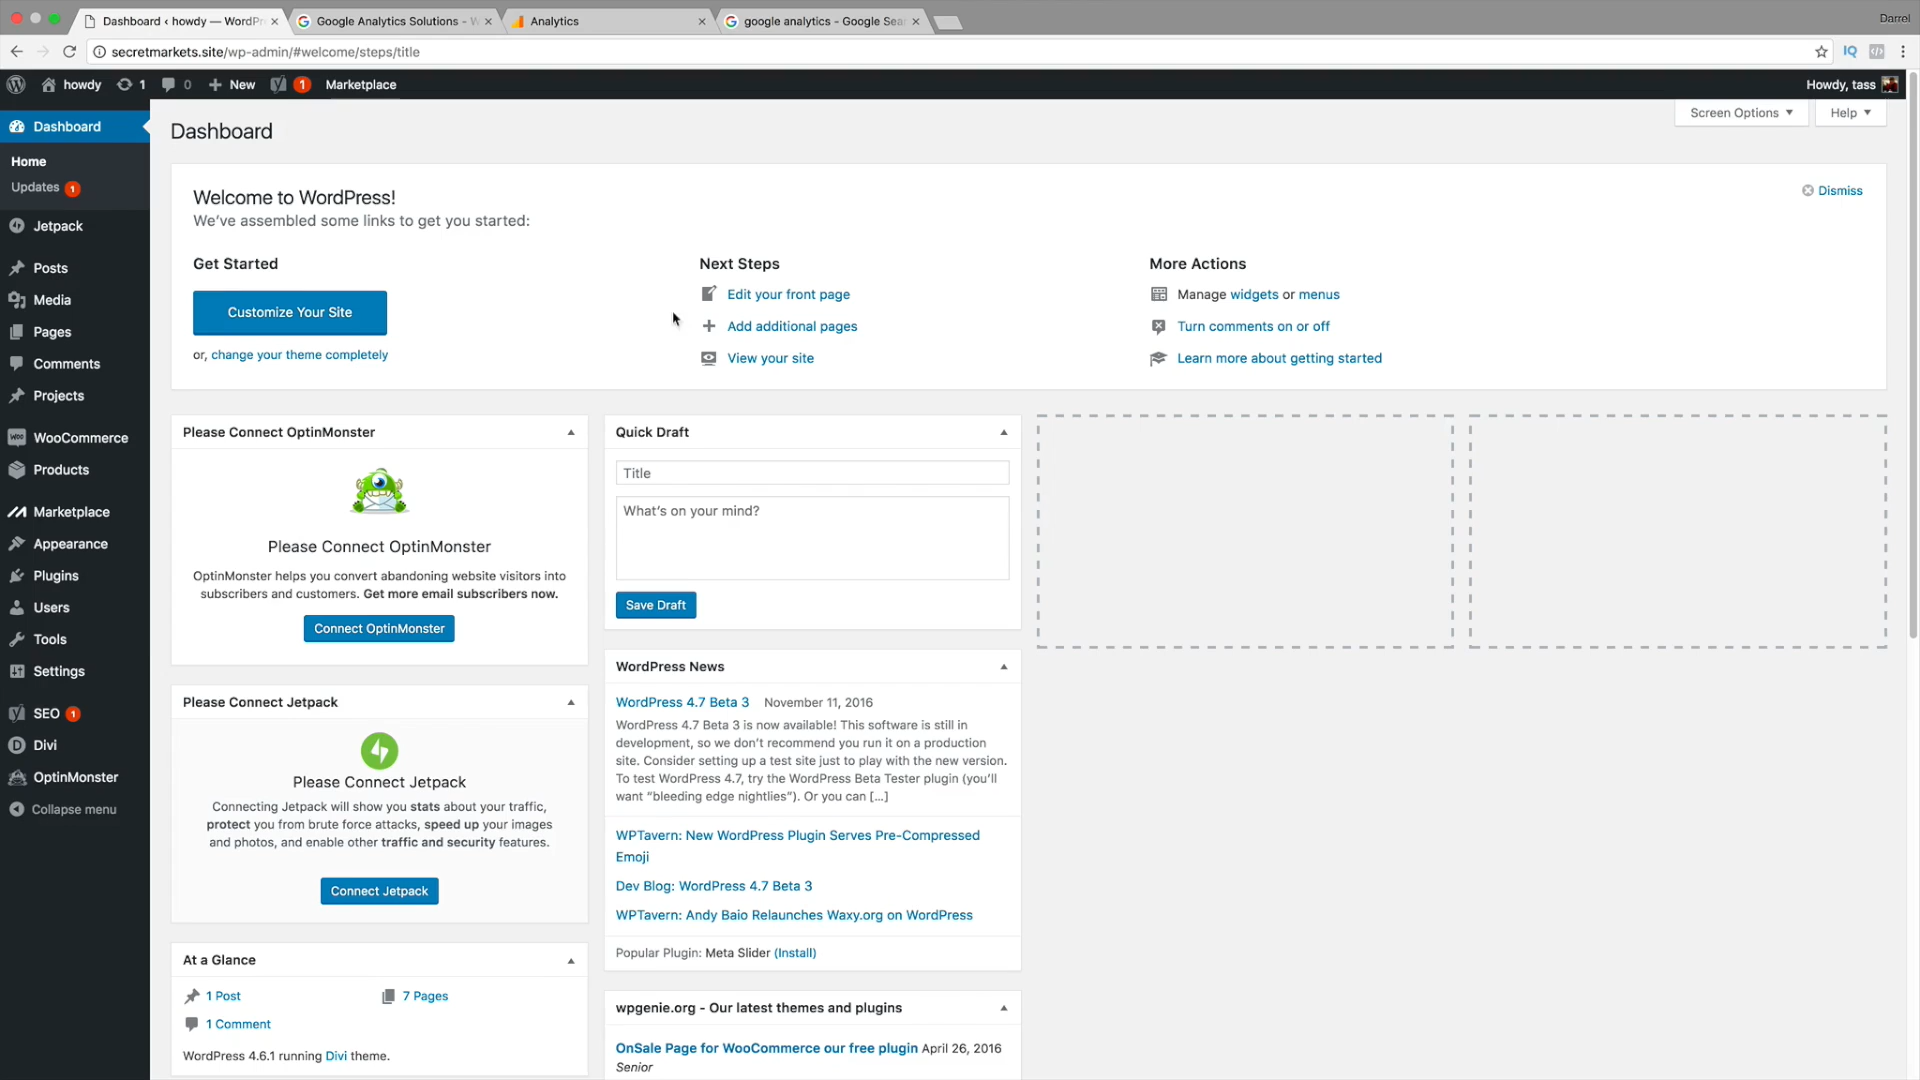 Dashboard ‹ howdy — WordPr
Google Analytics Solutions - W
Analytics
google analytics - Google Sea
Darrel
secretmarkets.site/wp-admin/#welcome/steps/title
howdy
1
0
New
1
Marketplace
Howdy, tass
Dashboard
Home
Updates 1
Jetpack
Posts
Media
Pages
Comments
Projects
WooCommerce
Products
Marketplace
Appearance
Plugins
Users
Tools
Settings
SEO 1
Divi
OptinMonster
Collapse menu
Dashboard
Screen Options
Help
Welcome to WordPress!
We've assembled some links to get you started:
Dismiss
Get Started
Customize Your Site
or, change your theme completely
Next Steps
Edit your front page
Add additional pages
View your site
More Actions
Manage widgets or menus
Turn comments on or off
Learn more about getting started
Please Connect OptinMonster
Please Connect OptinMonster
OptinMonster helps you convert abandoning website visitors into
subscribers and customers. Get more email subscribers now.
Connect OptinMonster
Please Connect Jetpack
Please Connect Jetpack
Connecting Jetpack will show you stats about your traffic,
protect you from brute force attacks, speed up your images
and photos, and enable other traffic and security features.
Connect Jetpack
At a Glance
1 Post
7 Pages
1 Comment
WordPress 4.6.1 running Divi theme.
Quick Draft
Title
What's on your mind?
Save Draft
WordPress News
WordPress 4.7 Beta 3 November 11, 2016
WordPress 4.7 Beta 3 is now available! This software is still in
development, so we don't recommend you run it on a production
site. Consider setting up a test site just to play with the new version.
To test WordPress 4.7, try the WordPress Beta Tester plugin (you'll
want "bleeding edge nightlies"). Or you can [...]
WPTavern: New WordPress Plugin Serves Pre-Compressed
Emoji
Dev Blog: WordPress 4.7 Beta 3
WPTavern: Andy Baio Relaunches Waxy.org on WordPress
Popular Plugin: Meta Slider (Install)
wpgenie.org - Our latest themes and plugins
OnSale Page for WooCommerce our free plugin April 26, 2016
Senior